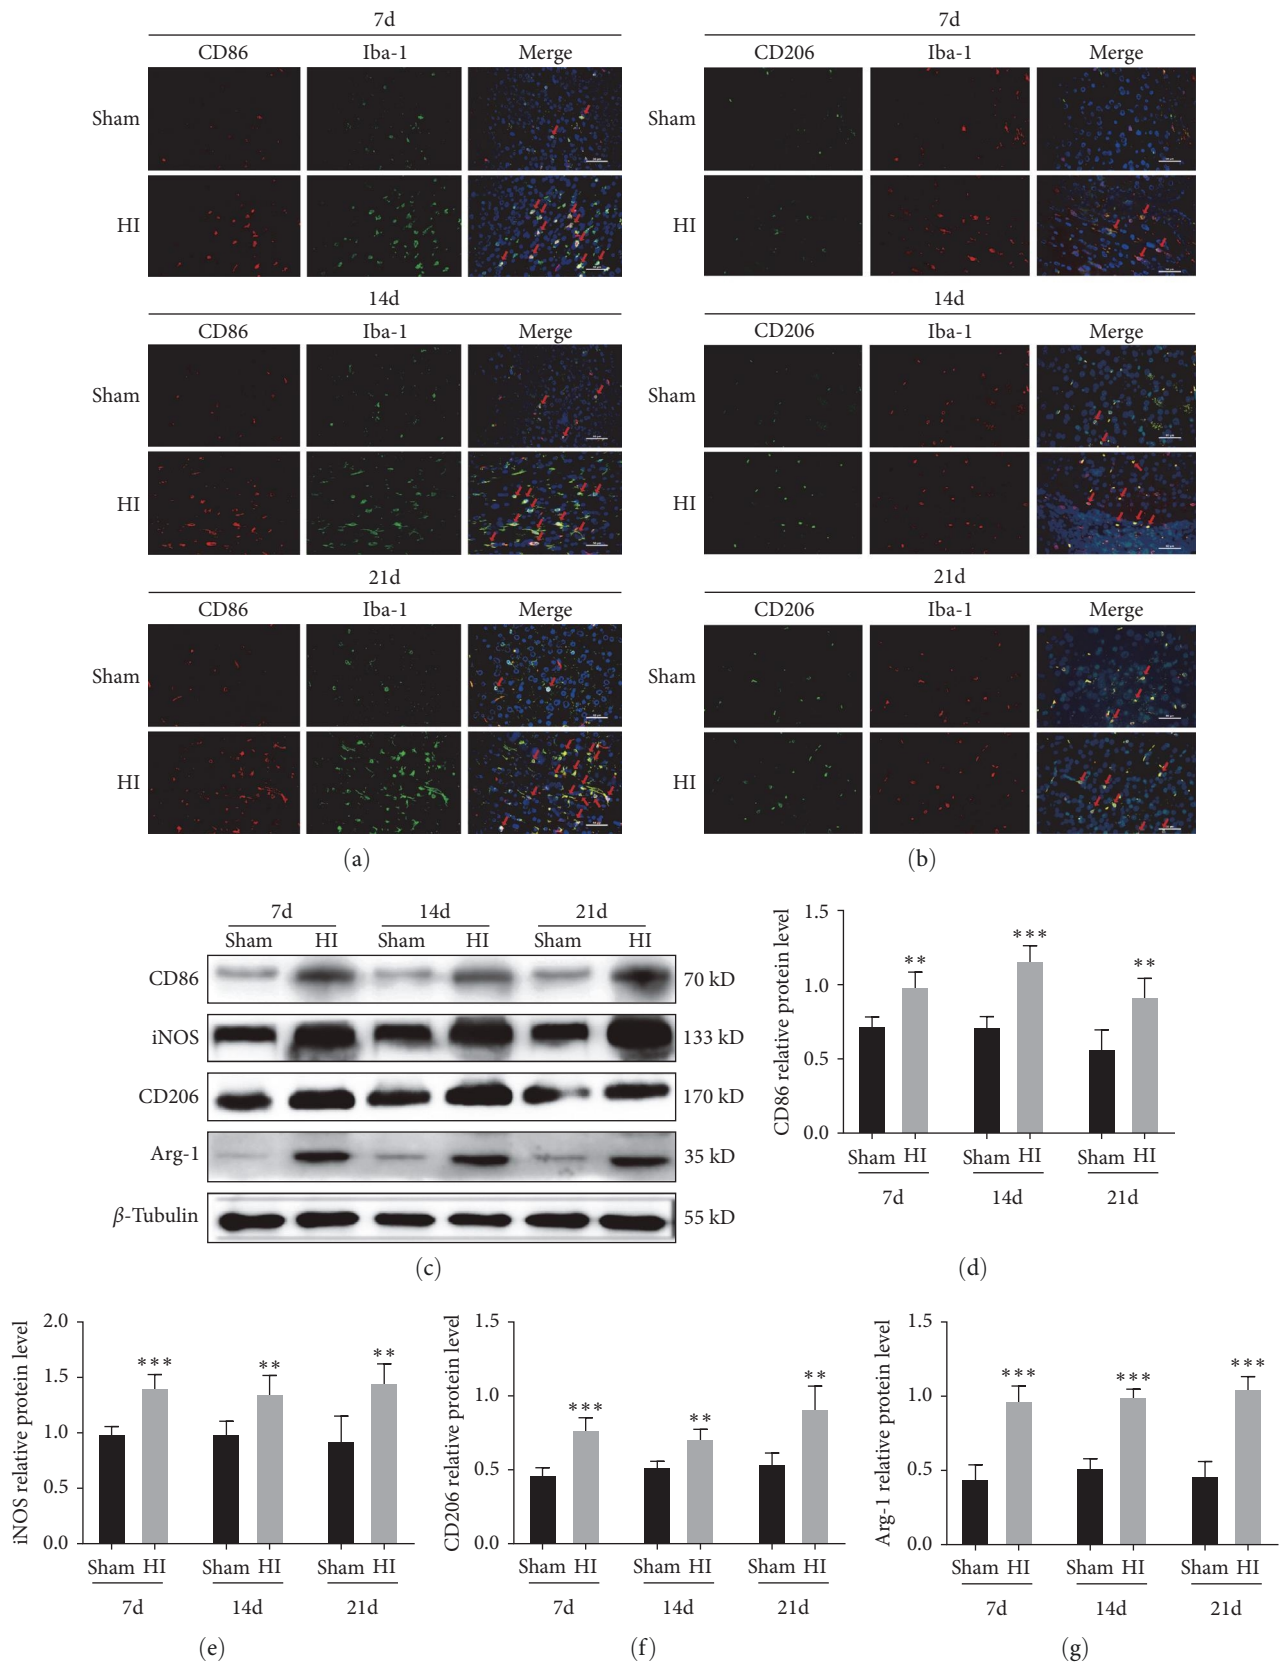 7d
CD86 Iba-1 Merge
Sham
HI
14d
CD86 Iba-1 Merge
Sham
HI
21d
CD86 Iba-1 Merge
Sham
HI
(a)
7d
CD206 Iba-1 Merge
Sham
HI
14d
CD206 Iba-1 Merge
Sham
HI
21d
CD206 Iba-1 Merge
Sham
HI
(b)
7d 14d 21d
Sham HI Sham HI Sham HI
CD86 70 kD
iNOS 133 kD
CD206 170 kD
Arg-1 35 kD
β-Tubulin 55 kD
(c)
CD86 relative protein level
1.5
1.0
0.5
0.0
** *** **
Sham HI Sham HI Sham HI
7d 14d 21d
(d)
iNOS relative protein level
2.0
1.5
1.0
0.5
0.0
*** ** **
Sham HI Sham HI Sham HI
7d 14d 21d
(e)
CD206 relative protein level
1.5
1.0
0.5
0.0
*** ** **
Sham HI Sham HI Sham HI
7d 14d 21d
(f)
Arg-1 relative protein level
1.5
1.0
0.5
0.0
*** *** ***
Sham HI Sham HI Sham HI
7d 14d 21d
(g)